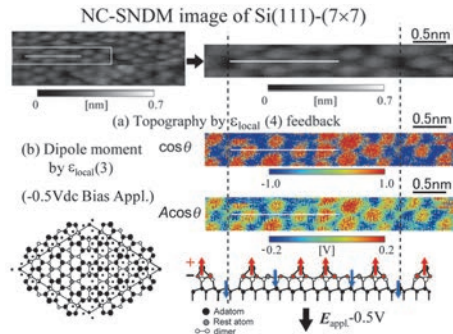 NC-SNDM image of Si(111)-(7×7)
0.5nm
0 [nm] 0.7
0 [nm] 0.7
(a) Topography by εlocal (4) feedback
(b) Dipole moment
by εlocal(3)
(-0.5Vdc Bias Appl.)
cosθ
-1.0 1.0
0.5nm
Acosθ
-0.2 [V] 0.2
0.5nm
+
−
Adatom
Rest atom
dimer
Eappl.-0.5V